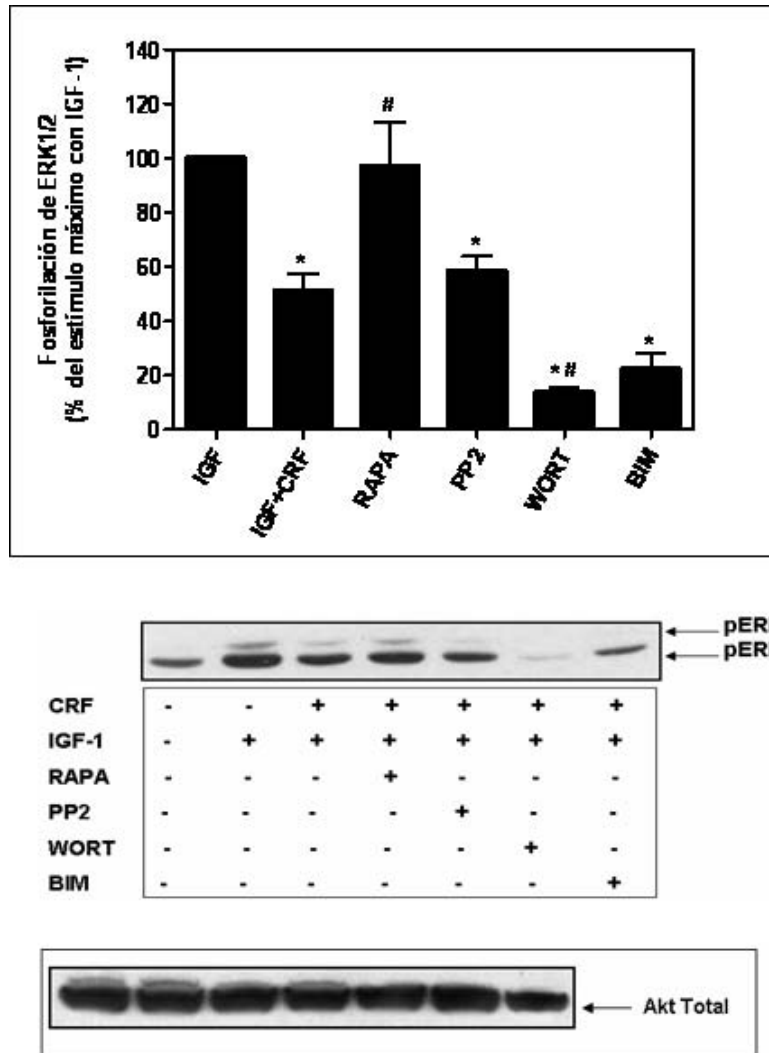 Fosforilación de ERK1/2
(% del estímulo máximo con IGF-1)
140
120
100
80
60
40
20
0
*
#
*
* #
*
IGF
IGF+CRF
RAPA
PP2
WORT
BIM
pER
pER
CRF - - + + + + +
IGF-1 - + + + + + +
RAPA - - - + - - -
PP2 - - - - + - -
WORT - - - - - + -
BIM - - - - - - +
Akt Total